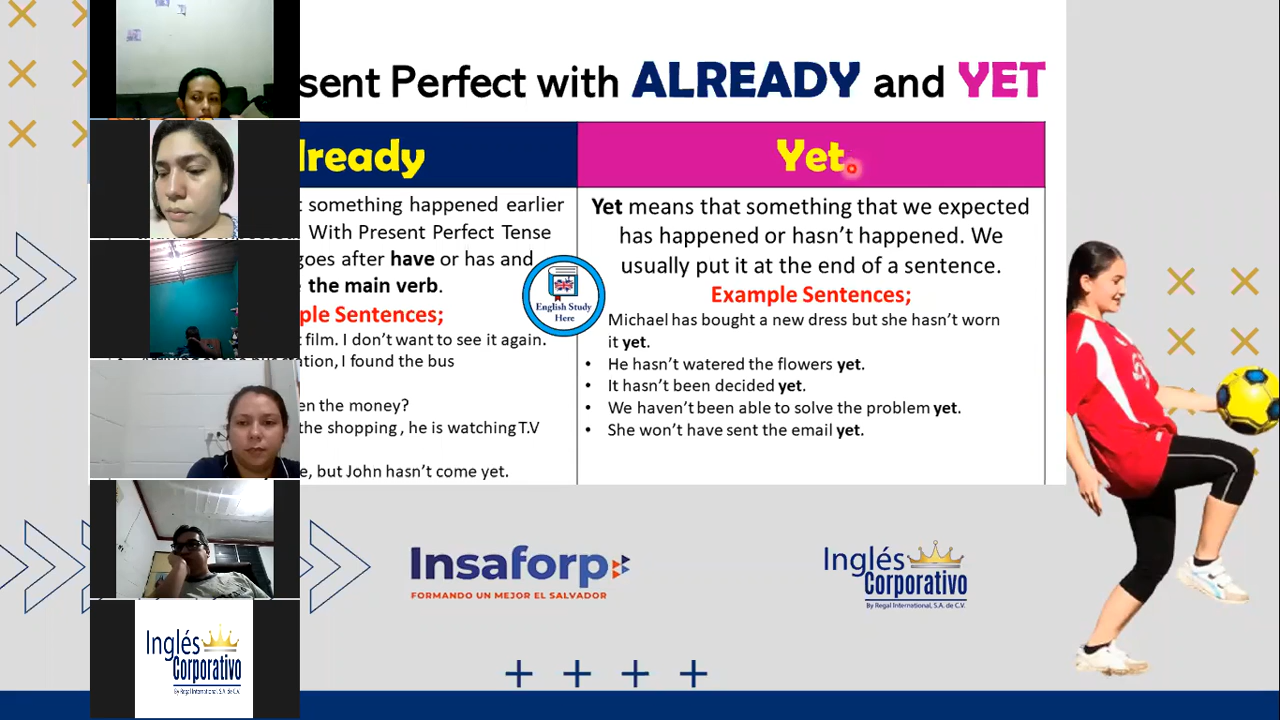 sent Perfect with ALREADY and YET
lready
Yet
something happened earlier
With Present Perfect Tense
goes after have or has and
the main verb.
ple Sentences;
film. I don't want to see it again.
tion, I found the bus
en the money?
the shopping , he is watching T.V
e, but John hasn't come yet.
Yet means that something that we expected
has happened or hasn't happened. We
usually put it at the end of a sentence.
Example Sentences;
Michael has bought a new dress but she hasn't worn
it yet.
• He hasn't watered the flowers yet.
• It hasn't been decided yet.
• We haven't been able to solve the problem yet.
• She won't have sent the email yet.
English Study
Here
Insaforp
FORMANDO UN MEJOR EL SALVADOR
Inglés
Corporativo
By Regal International, S.A. de C.V.
Inglés
Corporativo
By Regal International, S.A. de C.V.